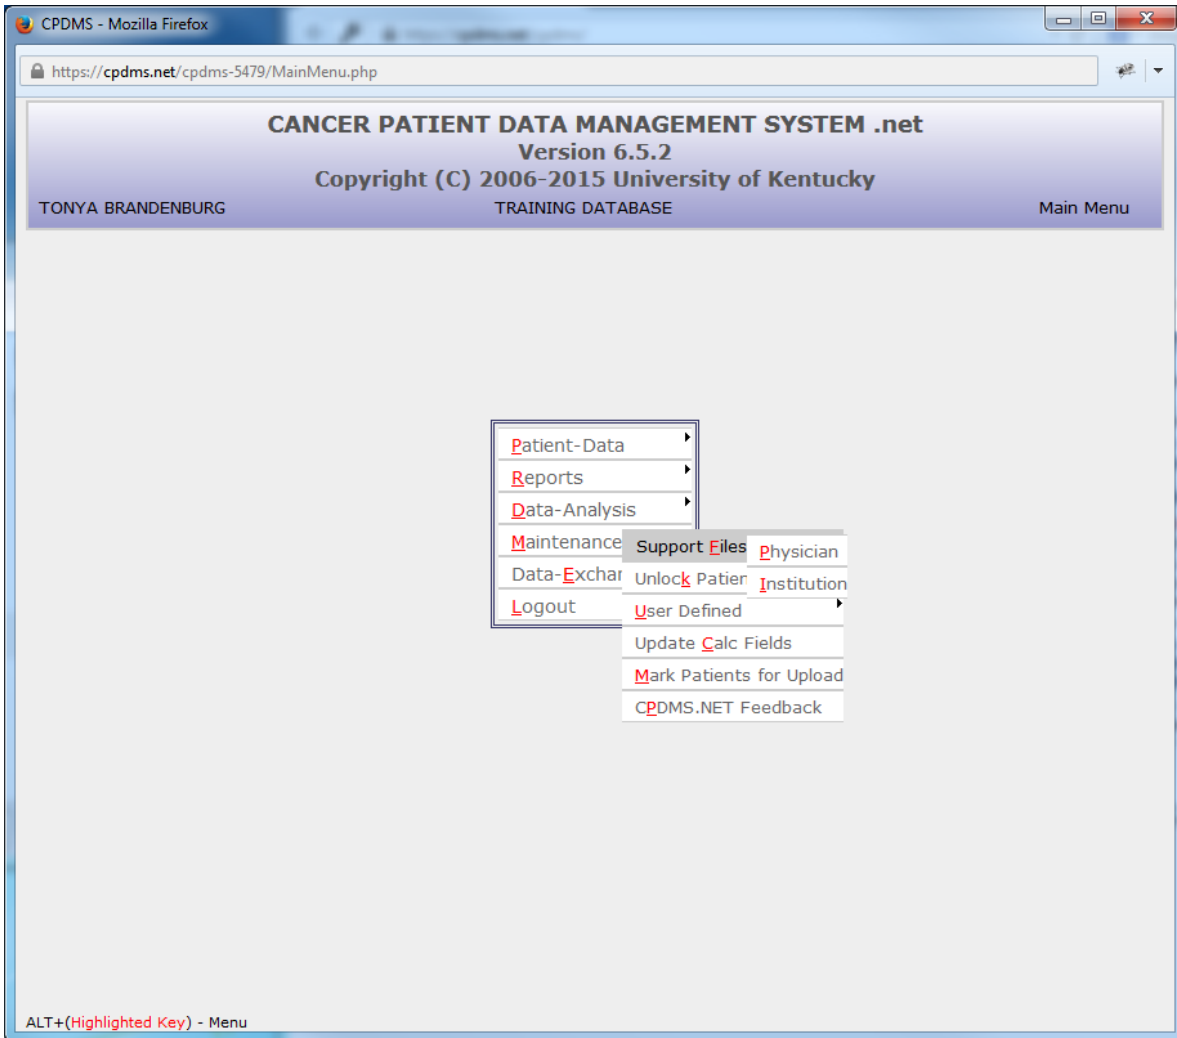 CPDMS - Mozilla Firefox
X
https://cpdms.net/cpdms-5479/MainMenu.php
CANCER PATIENT DATA MANAGEMENT SYSTEM .net
Version 6.5.2
Copyright (C) 2006-2015 University of Kentucky
TONYA BRANDENBURG TRAINING DATABASE Main Menu
Patient-Data
Reports
Data-Analysis
Maintenance
Data-Exchar
Logout
Support Files
Unlock Patien
User Defined
Update Calc Fields
Mark Patients for Upload
CPDMS.NET Feedback
Physician
Institution
ALT+(Highlighted Key) - Menu